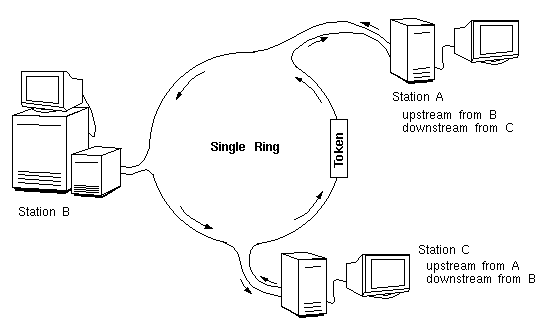 Station A
upstream from B
downstream from C
Single Ring
Token
Station B
Station C
upstream from A
downstream from B